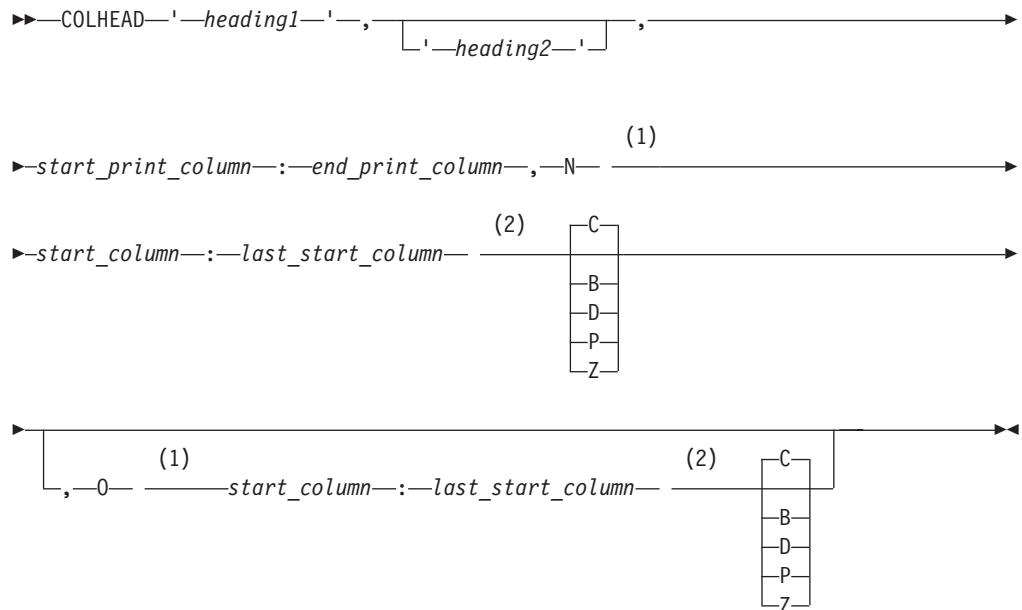 COLHEAD ' heading1 ' , ,
' heading2 '
(1)
start_print_column : end_print_column , N
(2) C
start_column : last_start_column
B
D
P
Z
(1) (2) C
, O start_column : last_start_column
B
D
P
Z